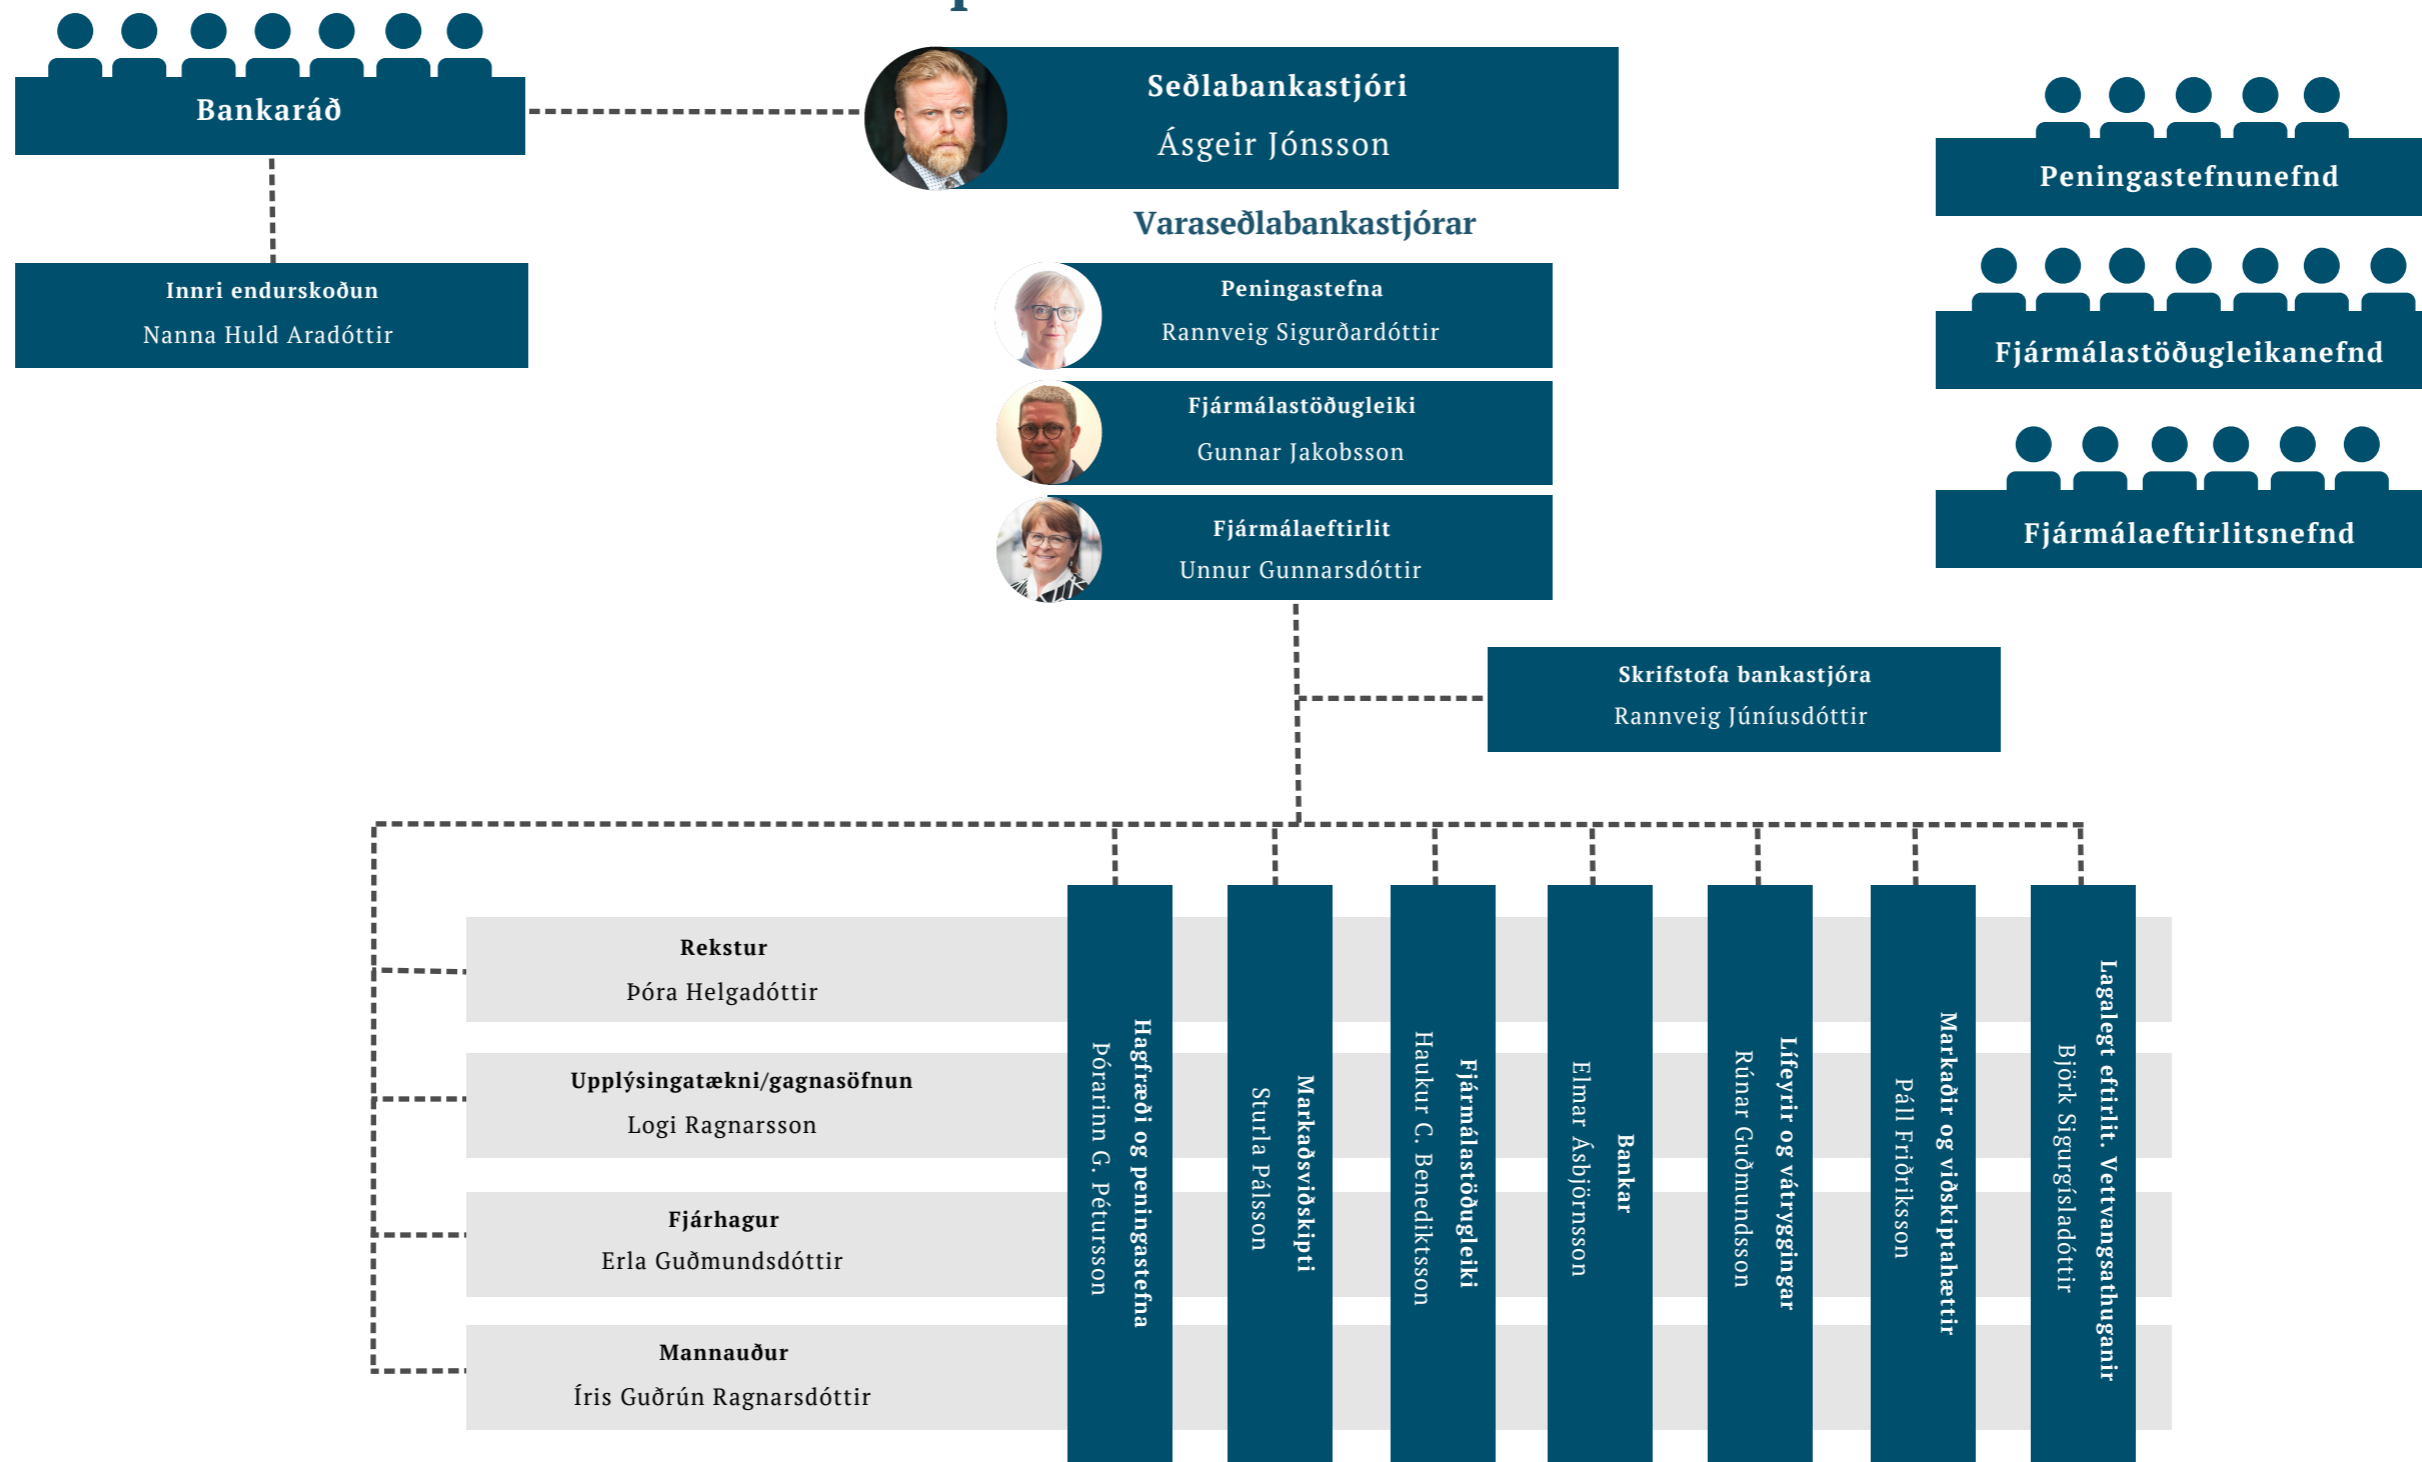 Bankaráð
Seðlabankastjóri
Ásgeir Jónsson
Peningastefnunefnd
Varaseðlabankastjórar
Innri endurskoðun
Nanna Huld Aradóttir
Peningastefna
Rannveig Sigurðardóttir
Fjármálastöðugleikanefnd
Fjármálastöðugleiki
Gunnar Jakobsson
Fjármálaeftirlit
Unnur Gunnarsdóttir
Fjármálaeftirlitsnefnd
Skrifstofa bankastjóra
Rannveig Júníusdóttir
Rekstur
Þóra Helgadóttir
Upplýsingatækni/gagnasöfnun
Logi Ragnarsson
Fjárhagur
Erla Guðmundsdóttir
Mannauður
Íris Guðrún Ragnarsdóttir
Hagfræði og peningastefna
Þórarinn G. Pétursson
Markaðsviðskipti
Sturla Pálsson
Fjármálastöðugleiki
Haukur C. Benediktsson
Bankar
Elmar Ásbjörnsson
Lífeyrir og vátryggingar
Rúnar Guðmundsson
Markaðir og viðskiptahættir
Páll Friðriksson
Lagalegt eftirlit. Vettvangsathuganir
Björk Sigurgísladóttir